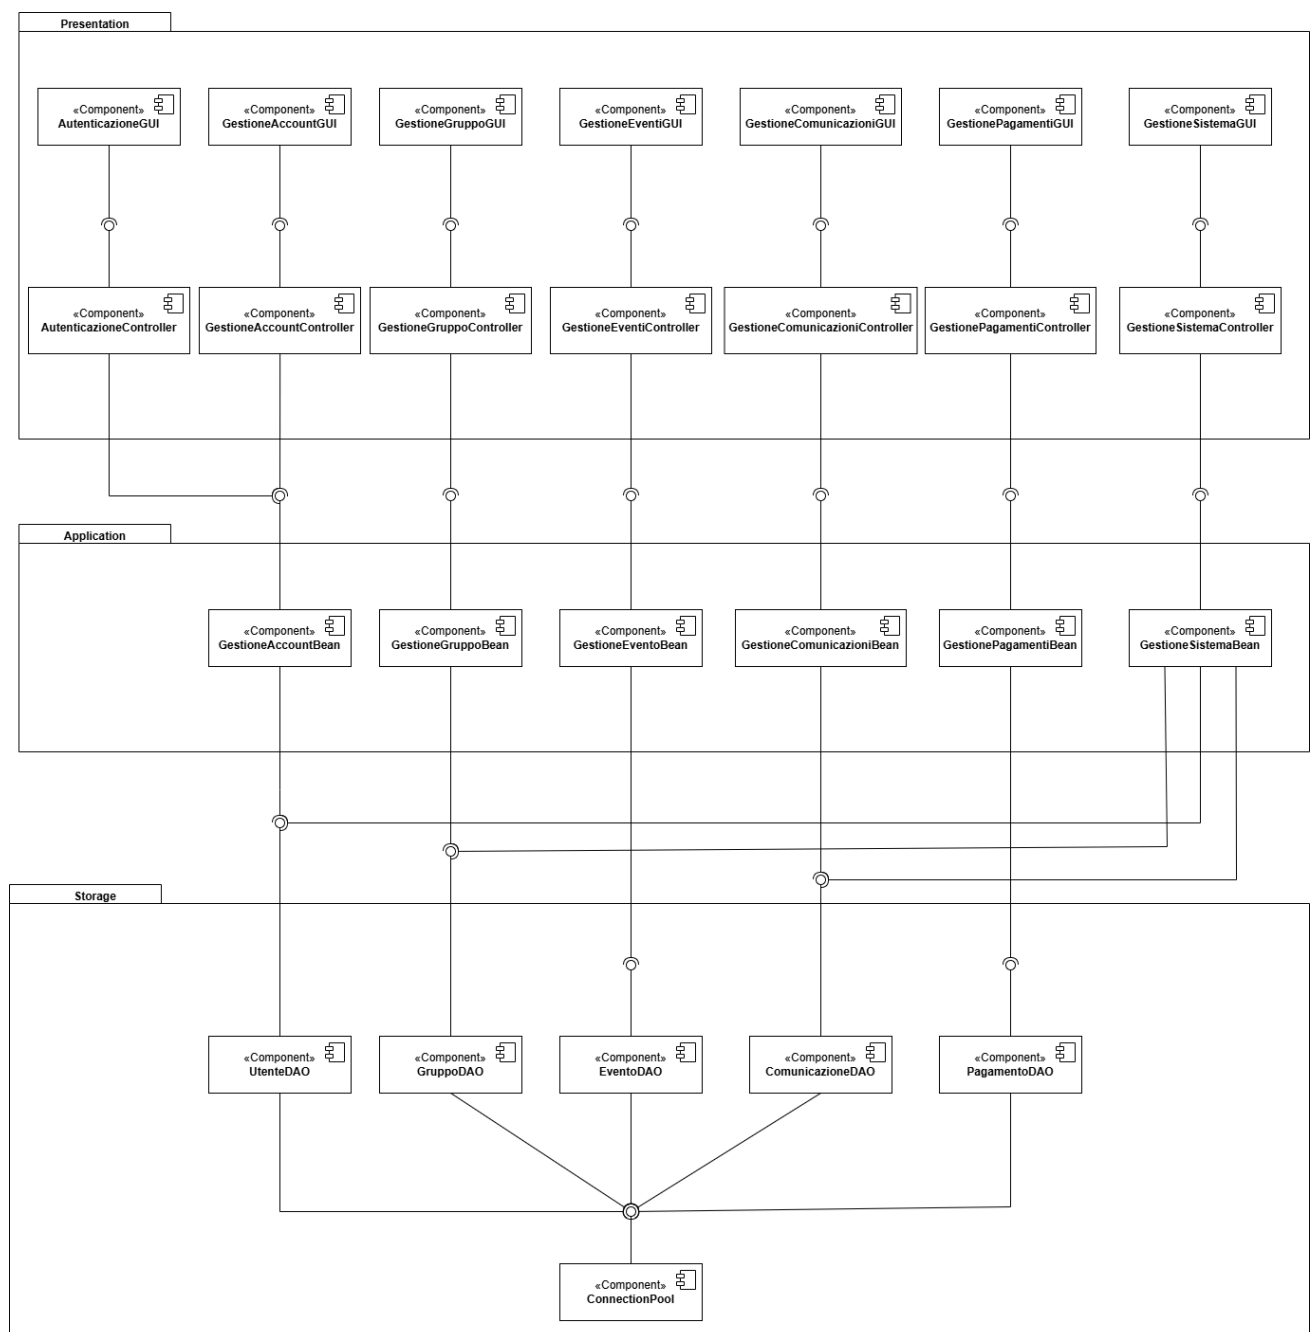 Presentation
«Component»
AutenticazioneGUI
«Component»
GestioneAccountGUI
«Component»
GestioneGruppoGUI
«Component»
GestioneEventiGUI
«Component»
GestioneComunicazioniGUI
«Component»
GestionePagamentiGUI
«Component»
GestioneSistemaGUI
«Component»
AutenticazioneController
«Component»
GestioneAccountController
«Component»
GestioneGruppoController
«Component»
GestioneEventiController
«Component»
GestioneComunicazioniController
«Component»
GestionePagamentiController
«Component»
GestioneSistemaController
Application
«Component»
GestioneAccountBean
«Component»
GestioneGruppoBean
«Component»
GestioneEventoBean
«Component»
GestioneComunicazioniBean
«Component»
GestionePagamentiBean
«Component»
GestioneSistemaBean
Storage
«Component»
UtenteDAO
«Component»
GruppoDAO
«Component»
EventoDAO
«Component»
ComunicazioneDAO
«Component»
PagamentoDAO
«Component»
ConnectionPool